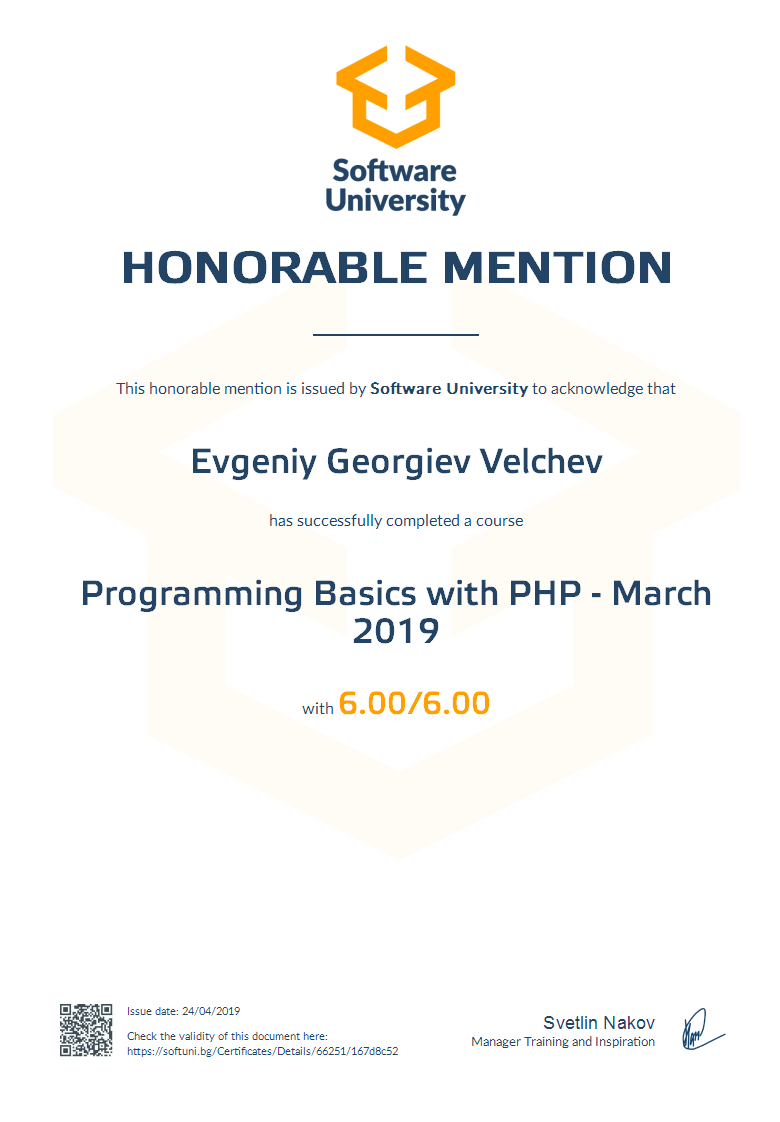 Software
University
HONORABLE MENTION
This honorable mention is issued by Software University to acknowledge that
Evgeniy Georgiev Velchev
has successfully completed a course
Programming Basics with PHP - March
2019
with 6.00/6.00
Issue date: 24/04/2019
Check the validity of this document here:
https://softuni.bg/Certificates/Details/66251/167d8c52
Svetlin Nakov
Manager Training and Inspiration